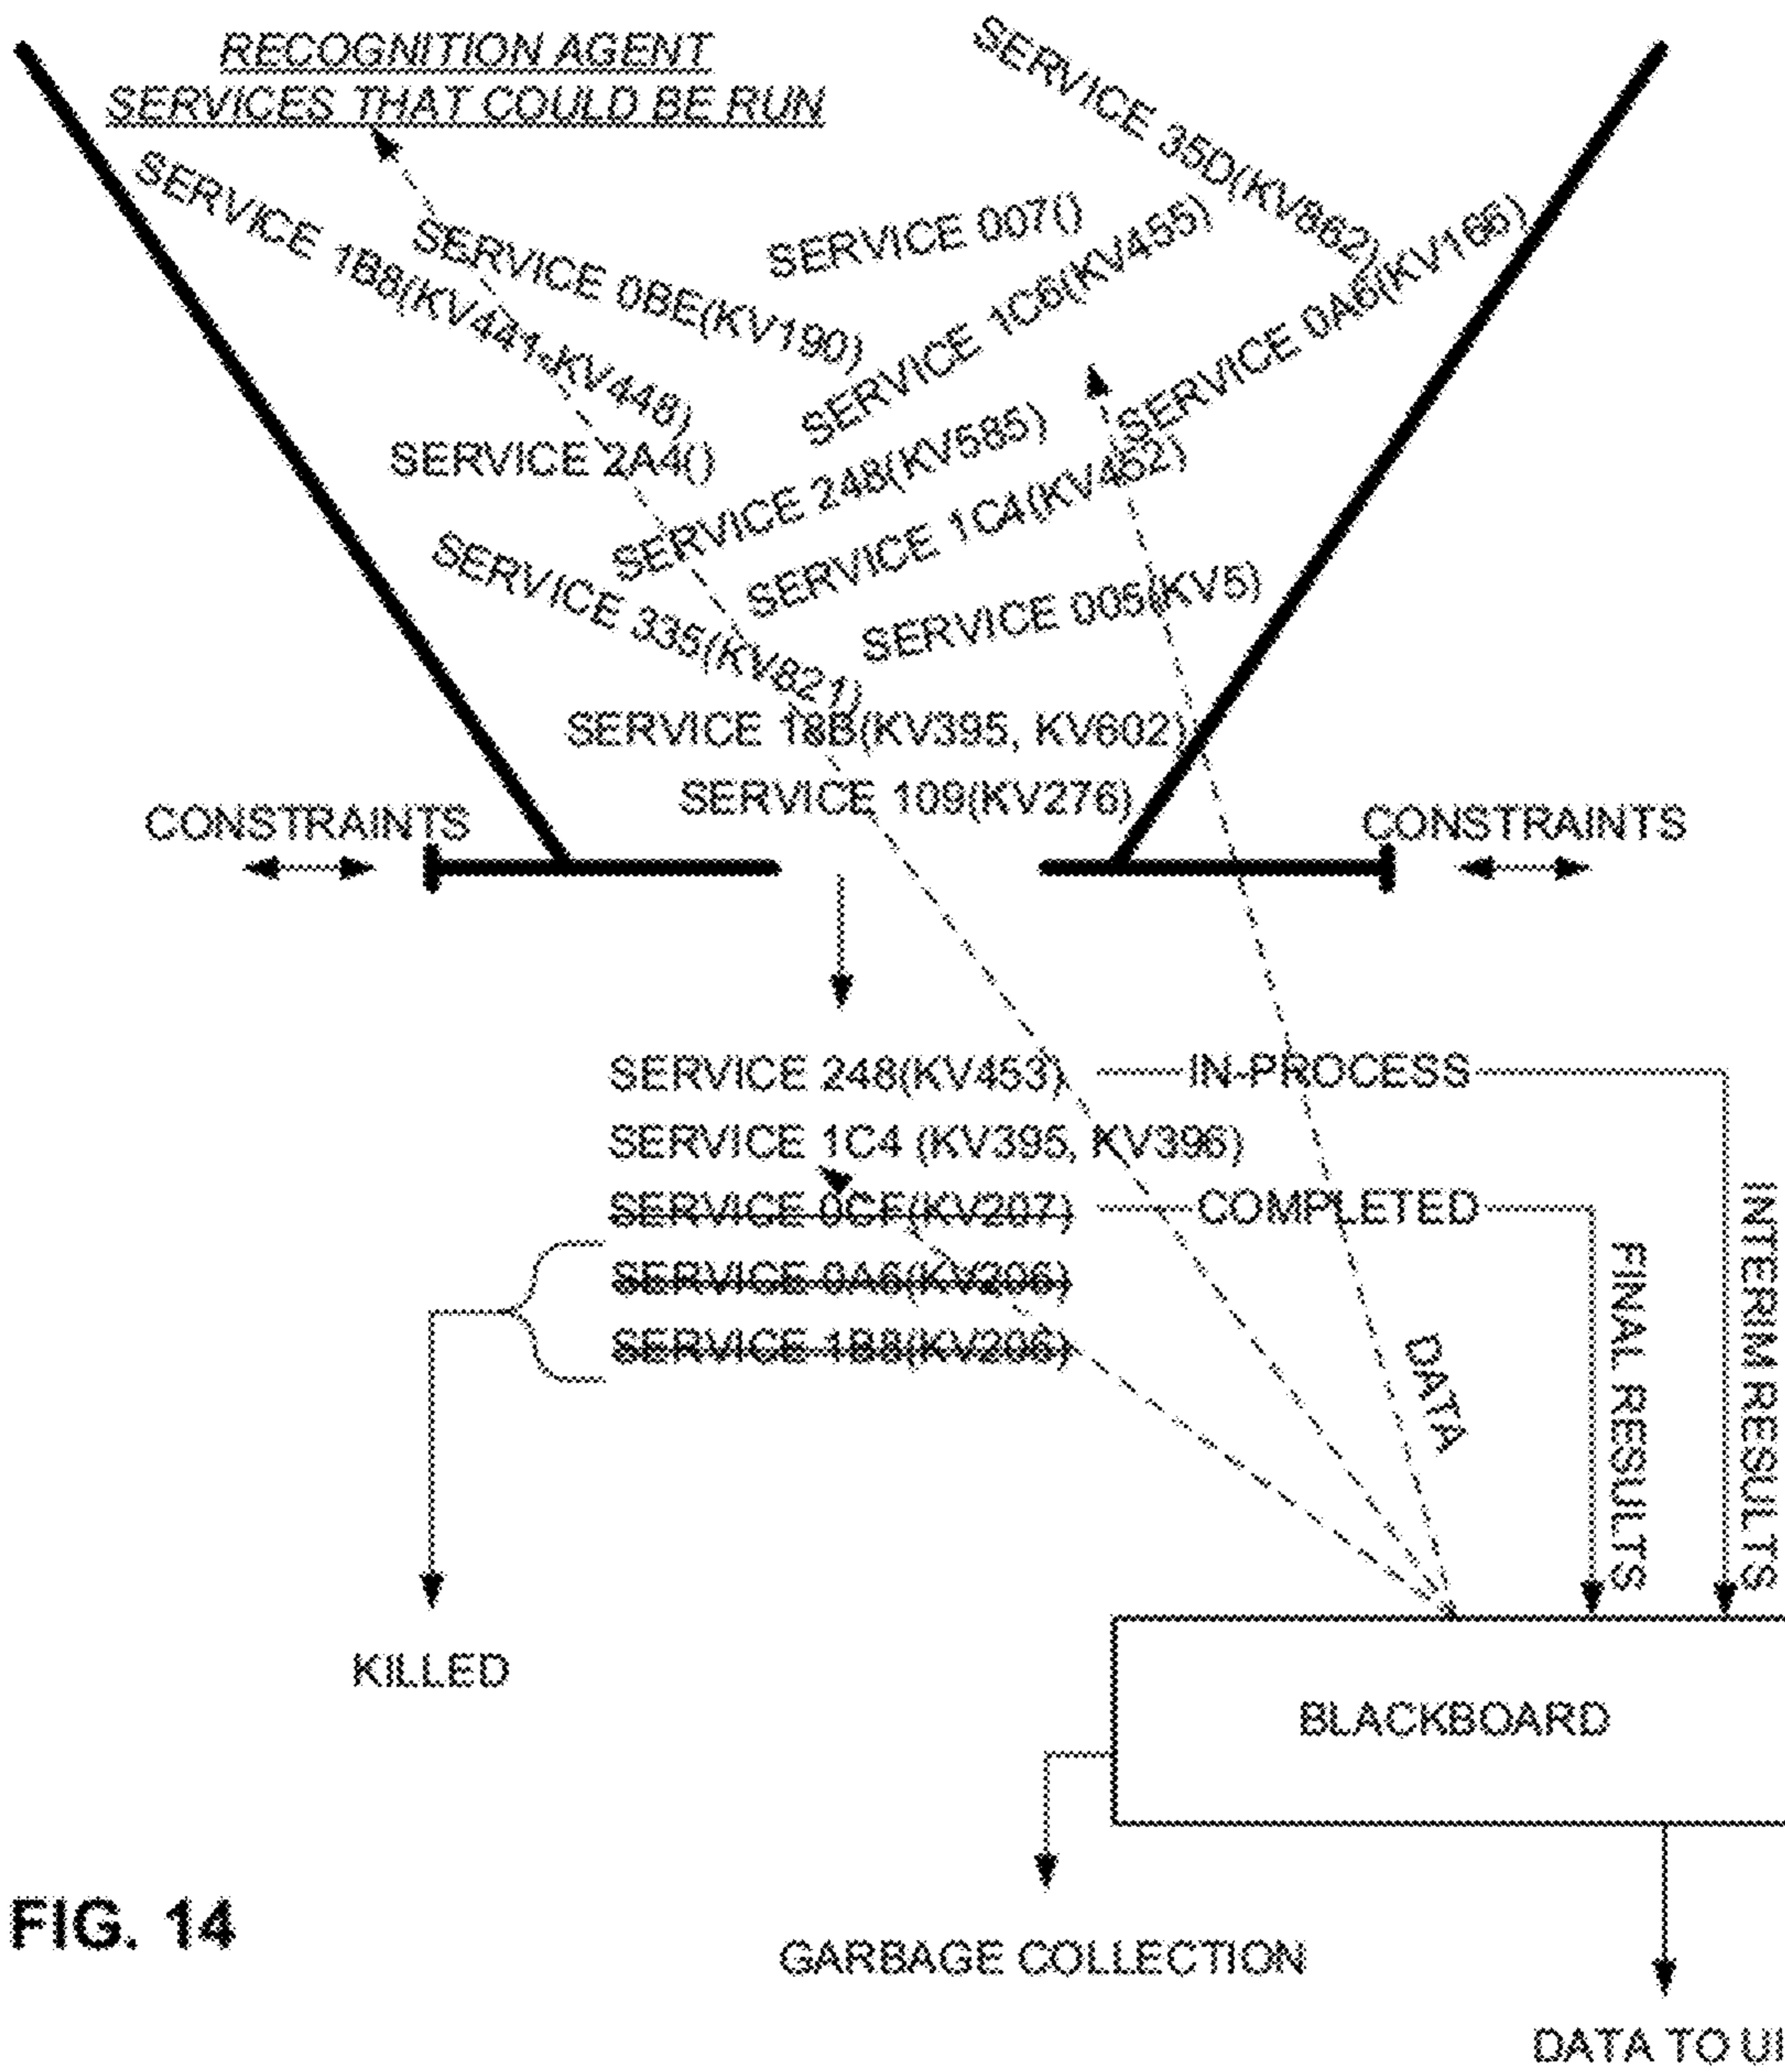 RECOGNITION AGENT
SERVICES THAT COULD BE RUN
SERVICE 35D(KV862)
SERVICE 1B8(KV441-KV448)
SERVICE 0BE(KV190)
SERVICE 007()
SERVICE 1C6(KV455)
SERVICE 0A6(KV166)
SERVICE 2A4()
SERVICE 248(KV585)
SERVICE 1C4(KV452)
SERVICE 335(KV821)
SERVICE 005(KV5)
SERVICE 18B(KV395, KV602)
SERVICE 109(KV276)
CONSTRAINTS
CONSTRAINTS
SERVICE 248(KV453)
IN-PROCESS
SERVICE 1C4 (KV395, KV396)
SERVICE 0CF(KV207)
COMPLETED
SERVICE 0A6(KV206)
SERVICE 1B8(KV206)
DATA
FINAL RESULTS
INTERIM RESULTS
KILLED
BLACKBOARD
FIG. 14
GARBAGE COLLECTION
DATA TO UI